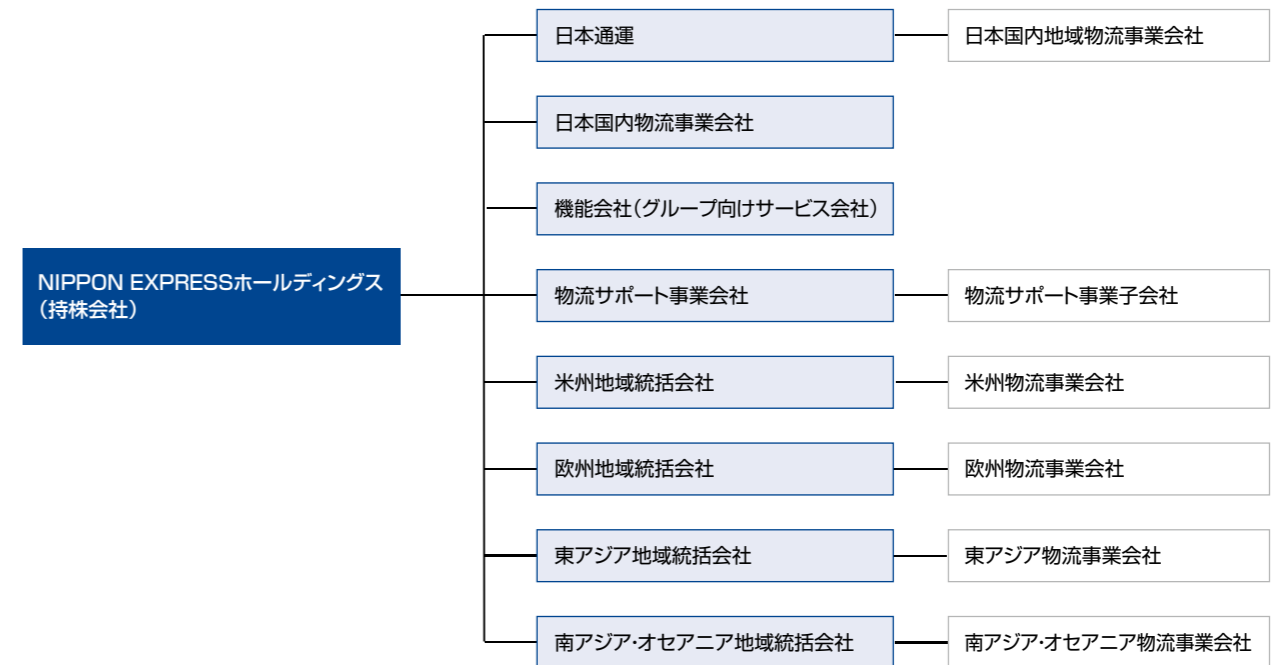 日本通運
日本国内地域物流事業会社
日本国内物流事業会社
機能会社(グループ向けサービス会社)
NIPPON EXPRESSホールディングス
(持株会社)
物流サポート事業会社
物流サポート事業子会社
米州地域統括会社
米州物流事業会社
欧州地域統括会社
欧州物流事業会社
東アジア地域統括会社
東アジア物流事業会社
南アジア・オセアニア地域統括会社
南アジア・オセアニア物流事業会社